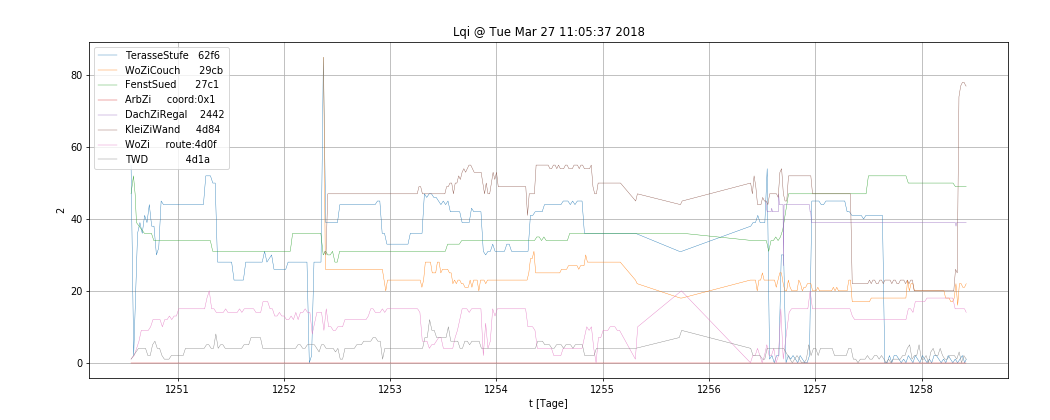 Lqi @ Tue Mar 27 11:05:37 2018
TerasseStufe 62f6
WoZiCouch 29cb
FenstSued 27c1
ArbZi coord:0x1
DachZiRegal 2442
KleiZiWand 4d84
WoZi route:4d0f
TWD 4d1a
80
60
40
20
0
2
1251 1252 1253 1254 1255 1256 1257 1258
t [Tage]